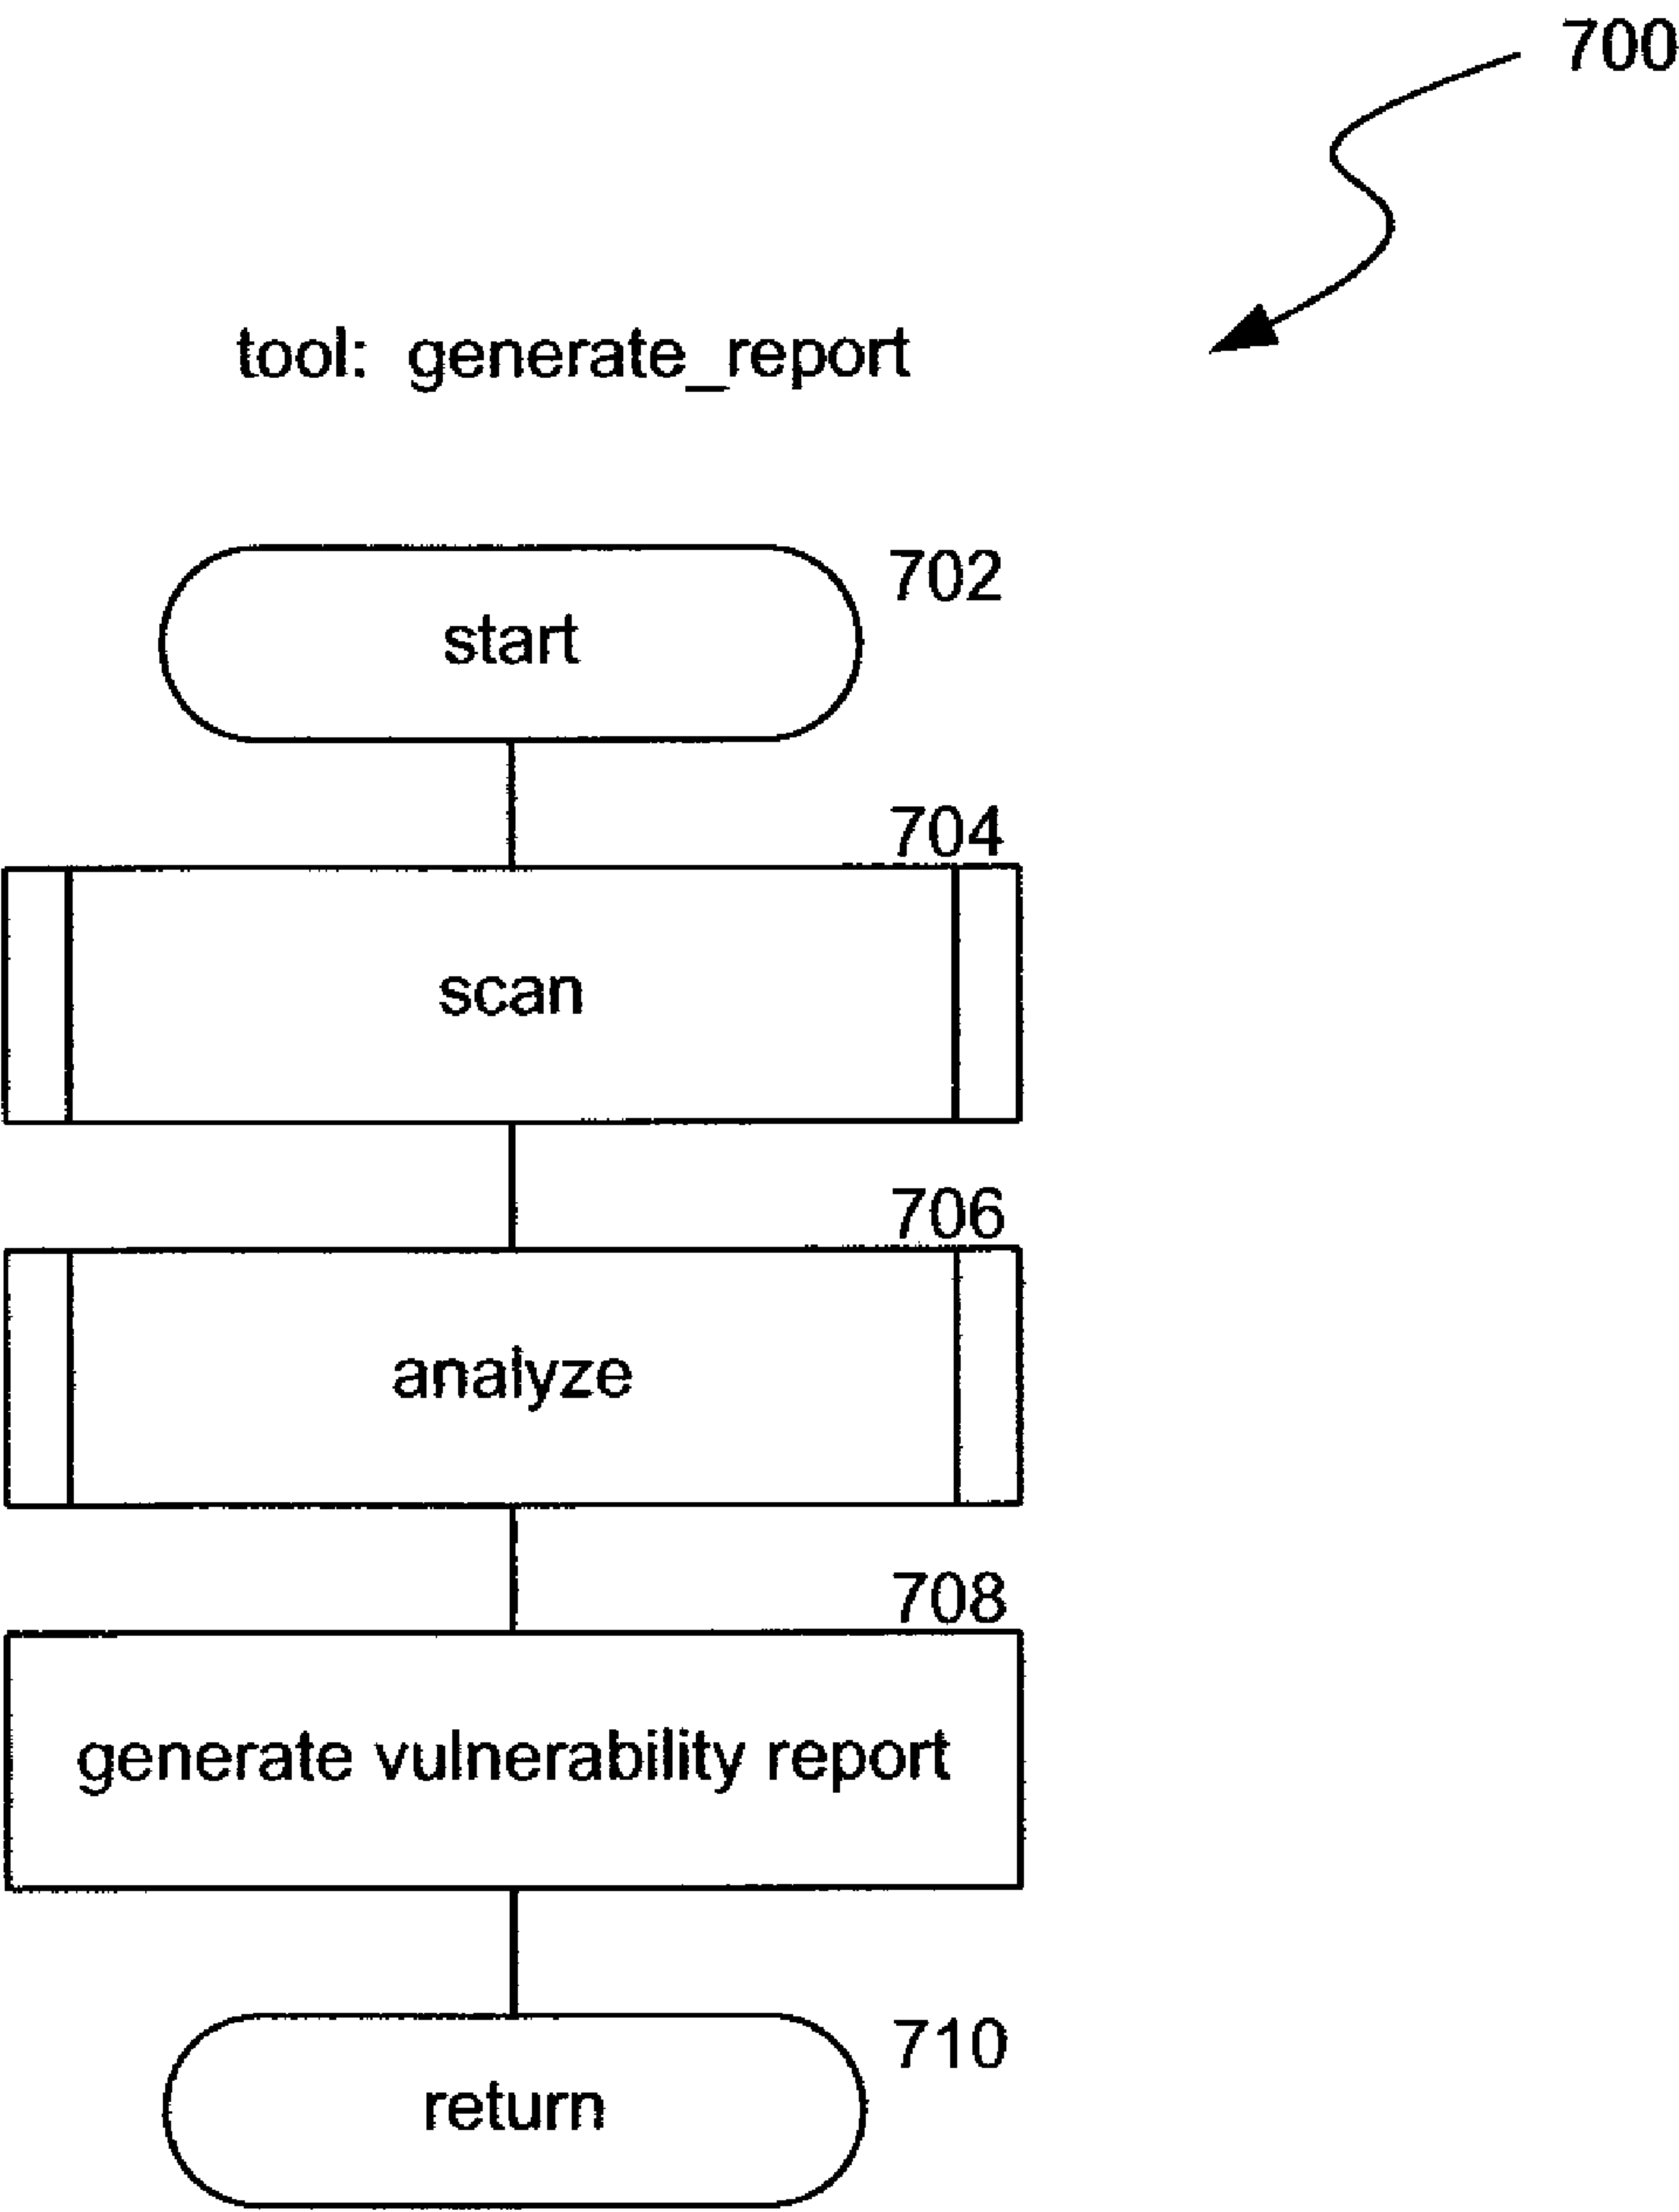 700
tool: generate_report
702
start
704
scan
706
analyze
708
generate vulnerability report
710
return